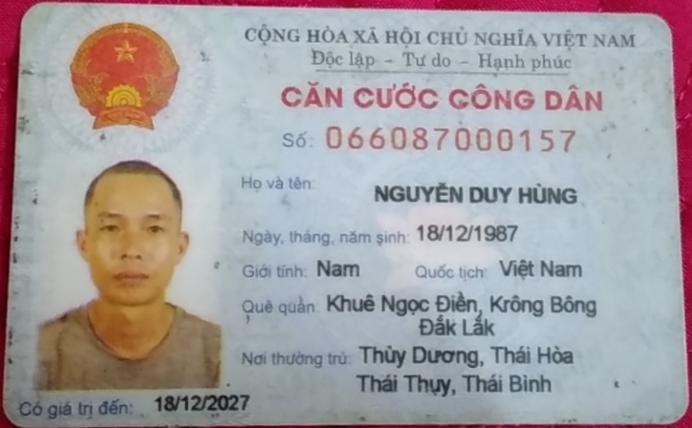 CỘNG HÒA XÃ HỘI CHỦ NGHĨA VIỆT NAM
Độc lập - Tự do - Hạnh phúc
CĂN CƯỚC CÔNG DÂN
Số: 066087000157
Họ và tên:
NGUYỄN DUY HÙNG
Ngày, tháng, năm sinh: 18/12/1987
Giới tính: Nam Quốc tịch: Việt Nam
Quê quán: Khuê Ngọc Điền, Krông Bông
Đắk Lắk
Nơi thường trú: Thùy Dương, Thái Hòa
Thái Thụy, Thái Bình
Có giá trị đến: 18/12/2027